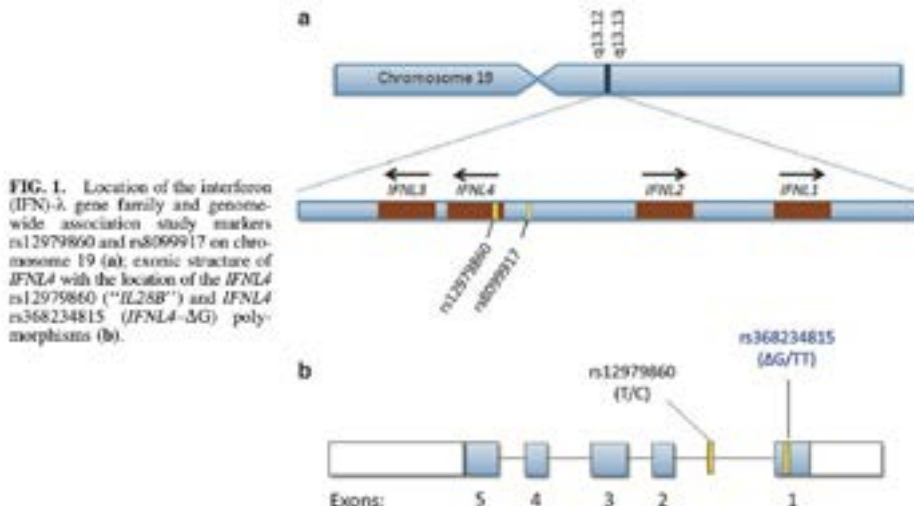 a
q13.12
q13.13
Chromosome 19
IFNL3
IFNL4
IFNL2
IFNL1
rs12979860
rs8099917
FIG. 1. Location of the interferon
(IFN)-λ gene family and genome-
wide association study markers
rs12979860 and rs8099917 on chro-
mosome 19 (a); exonic structure of
IFNL4 with the location of the IFNL4
rs12979860 (“IL28B”) and IFNL4
rs368234815 (IFNL4-ΔG) poly-
morphisms (b).
b
rs12979860
(T/C)
rs368234815
(ΔG/TT)
Exons: 5 4 3 2 1